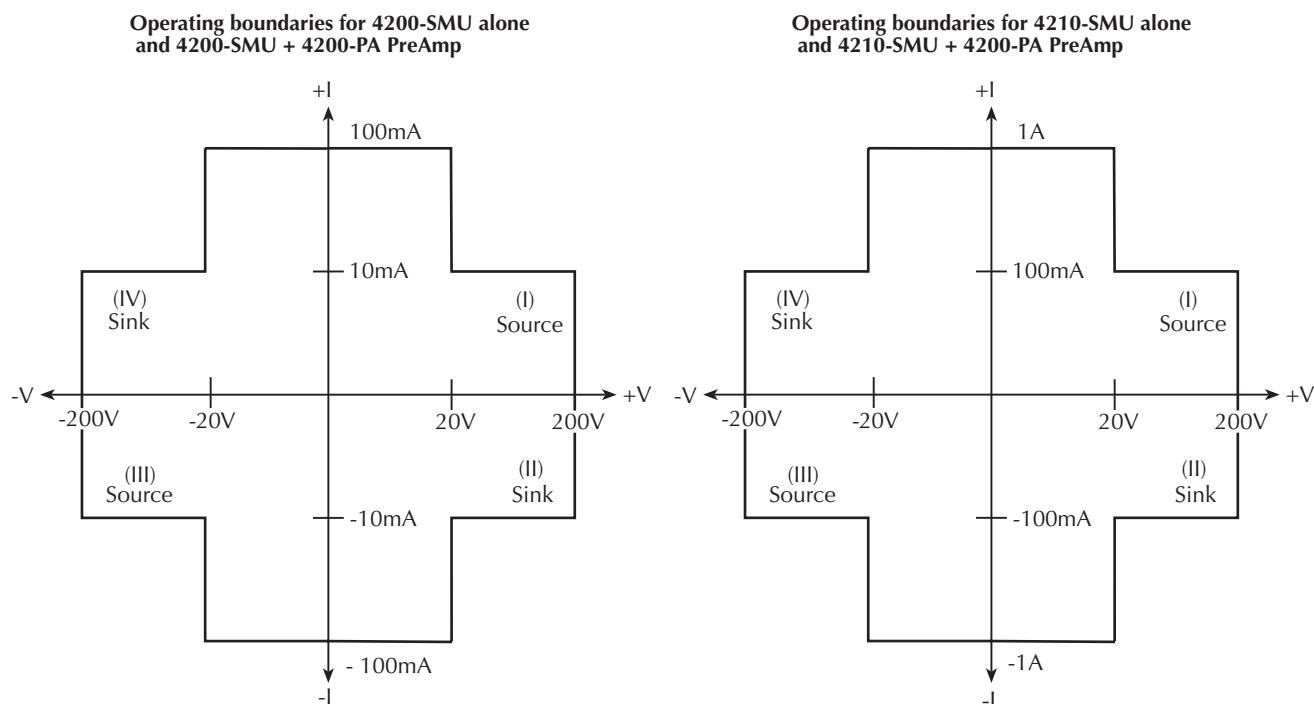 Operating boundaries for 4200-SMU alone
and 4200-SMU + 4200-PA PreAmp
+I
100mA
10mA
(IV)
Sink
(I)
Source
-V
+V
-200V
-20V
20V
200V
(III)
Source
(II)
Sink
-10mA
- 100mA
-I
Operating boundaries for 4210-SMU alone
and 4210-SMU + 4200-PA PreAmp
+I
1A
100mA
(IV)
Sink
(I)
Source
-V
+V
-200V
-20V
20V
200V
(III)
Source
(II)
Sink
-100mA
-1A
-I